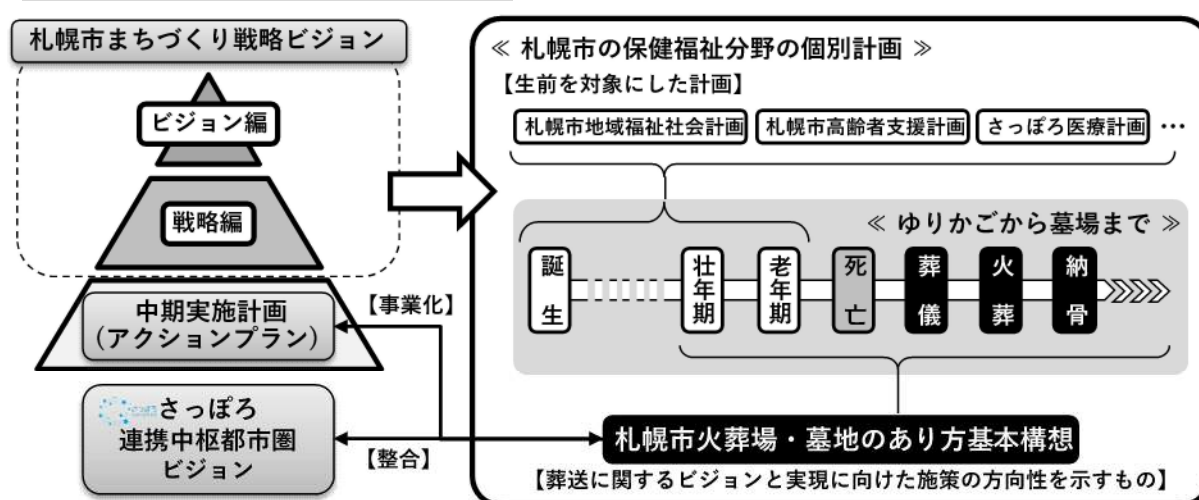 札幌市まちづくり戦略ビジョン
ビジョン編
戦略編
中期実施計画
(アクションプラン)
さっぽろ
連携中枢都市圏
ビジョン
【事業化】
【整合】
≪ 札幌市の保健福祉分野の個別計画 ≫
【生前を対象にした計画】
札幌市地域福祉社会計画
札幌市高齢者支援計画
さっぽろ医療計画
…
≪ ゆりかごから墓場まで ≫
誕生
壮年期
老年期
死亡
葬儀
火葬
納骨
札幌市火葬場・墓地のあり方基本構想
【葬送に関するビジョンと実現に向けた施策の方向性を示すもの】